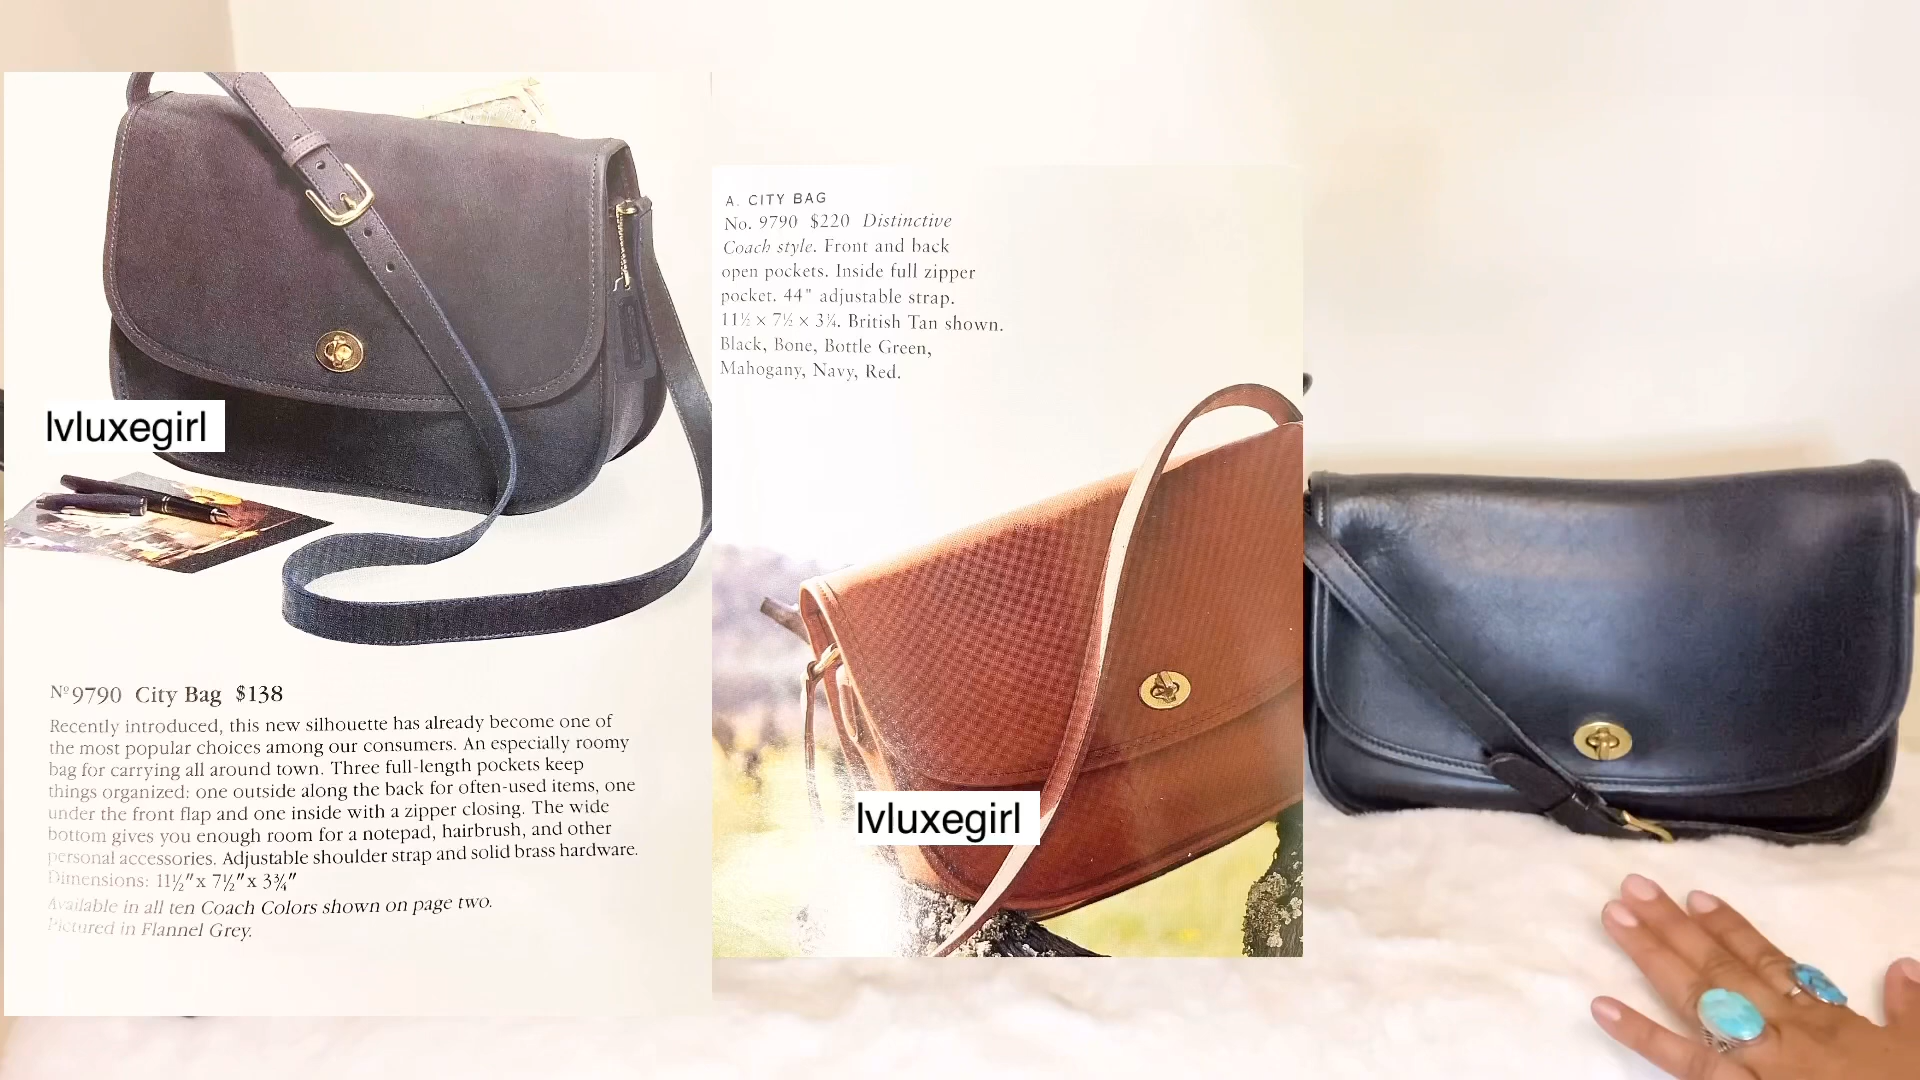 lvluxegirl
Nº 9790 City Bag $138
Recently introduced, this new silhouette has already become one of
the most popular choices among our consumers. An especially roomy
bag for carrying all around town. Three full-length pockets keep
things organized: one outside along the back for often-used items, one
under the front flap and one inside with a zipper closing. The wide
bottom gives you enough room for a notepad, hairbrush, and other
personal accessories. Adjustable shoulder strap and solid brass hardware.
Dimensions: 11½" x 7½" x 3¾"
Available in all ten Coach Colors shown on page two.
Pictured in Flannel Grey.
A. CITY BAG
No. 9790 $220 Distinctive
Coach style. Front and back
open pockets. Inside full zipper
pocket. 44" adjustable strap.
11½ × 7½ × 3¼. British Tan shown.
Black, Bone, Bottle Green,
Mahogany, Navy, Red.
lvluxegirl